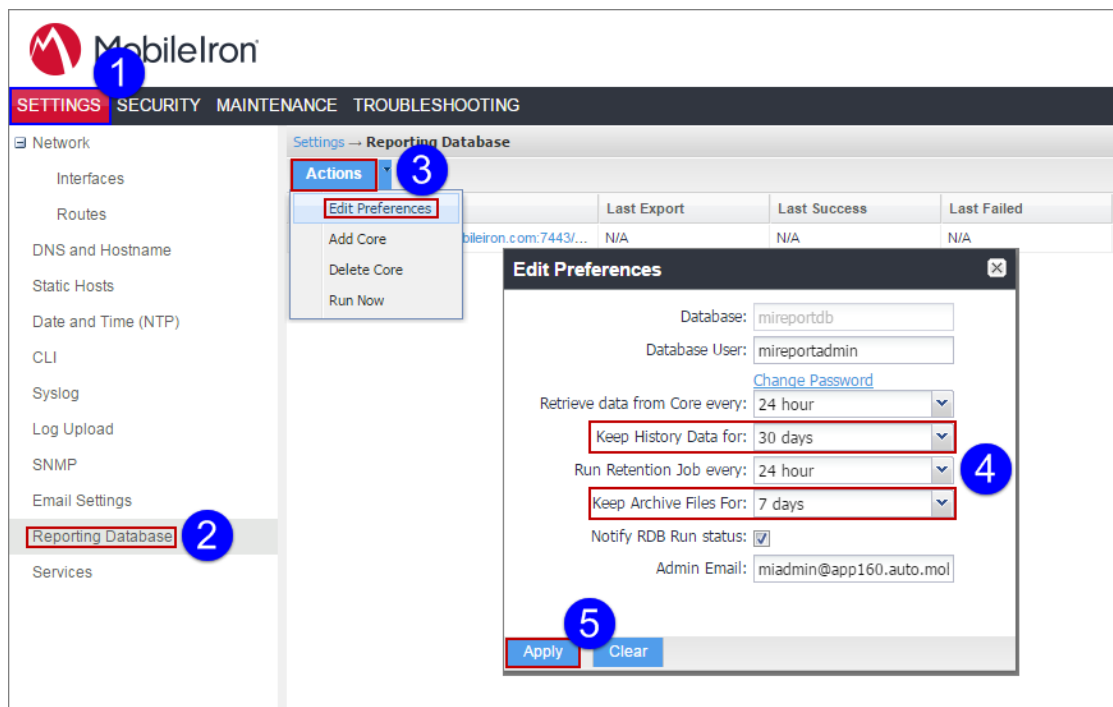 MobileIron
1
SETTINGS SECURITY MAINTENANCE TROUBLESHOOTING
Network
Interfaces
Routes
DNS and Hostname
Static Hosts
Date and Time (NTP)
CLI
Syslog
Log Upload
SNMP
Email Settings
Reporting Database
2
Services
Settings → Reporting Database
Actions
3
Edit Preferences
Add Core
Delete Core
Run Now
Last Export Last Success Last Failed
bileiron.com:7443/... N/A N/A N/A
Edit Preferences
Database: mireportdb
Database User: mireportadmin
Change Password
Retrieve data from Core every: 24 hour
Keep History Data for: 30 days
Run Retention Job every: 24 hour
4
Keep Archive Files For: 7 days
Notify RDB Run status:
Admin Email: miadmin@app160.auto.mol
5
Apply Clear